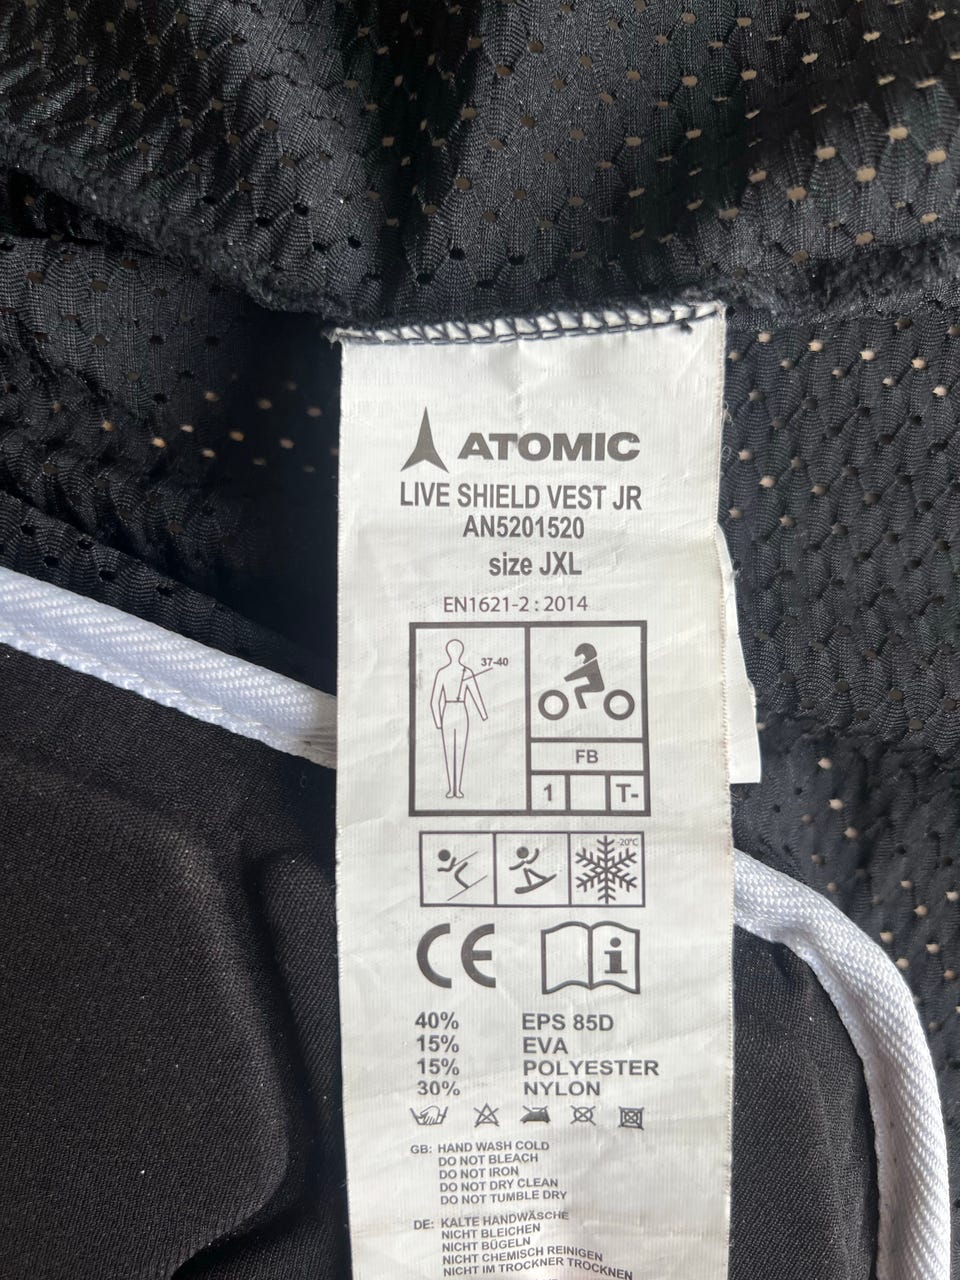 ATOMIC
LIVE SHIELD VEST JR
AN5201520
size JXL
EN1621-2 : 2014
37-40
FB
1 T-
-20°C
CE i
40% EPS 85D
15% EVA
15% POLYESTER
30% NYLON
GB: HAND WASH COLD
DO NOT BLEACH
DO NOT IRON
DO NOT DRY CLEAN
DO NOT TUMBLE DRY
DE: KALTE HANDWÄSCHE
NICHT BLEICHEN
NICHT BÜGELN
NICHT CHEMISCH REINIGEN
NICHT IM TROCKNER TROCKNEN